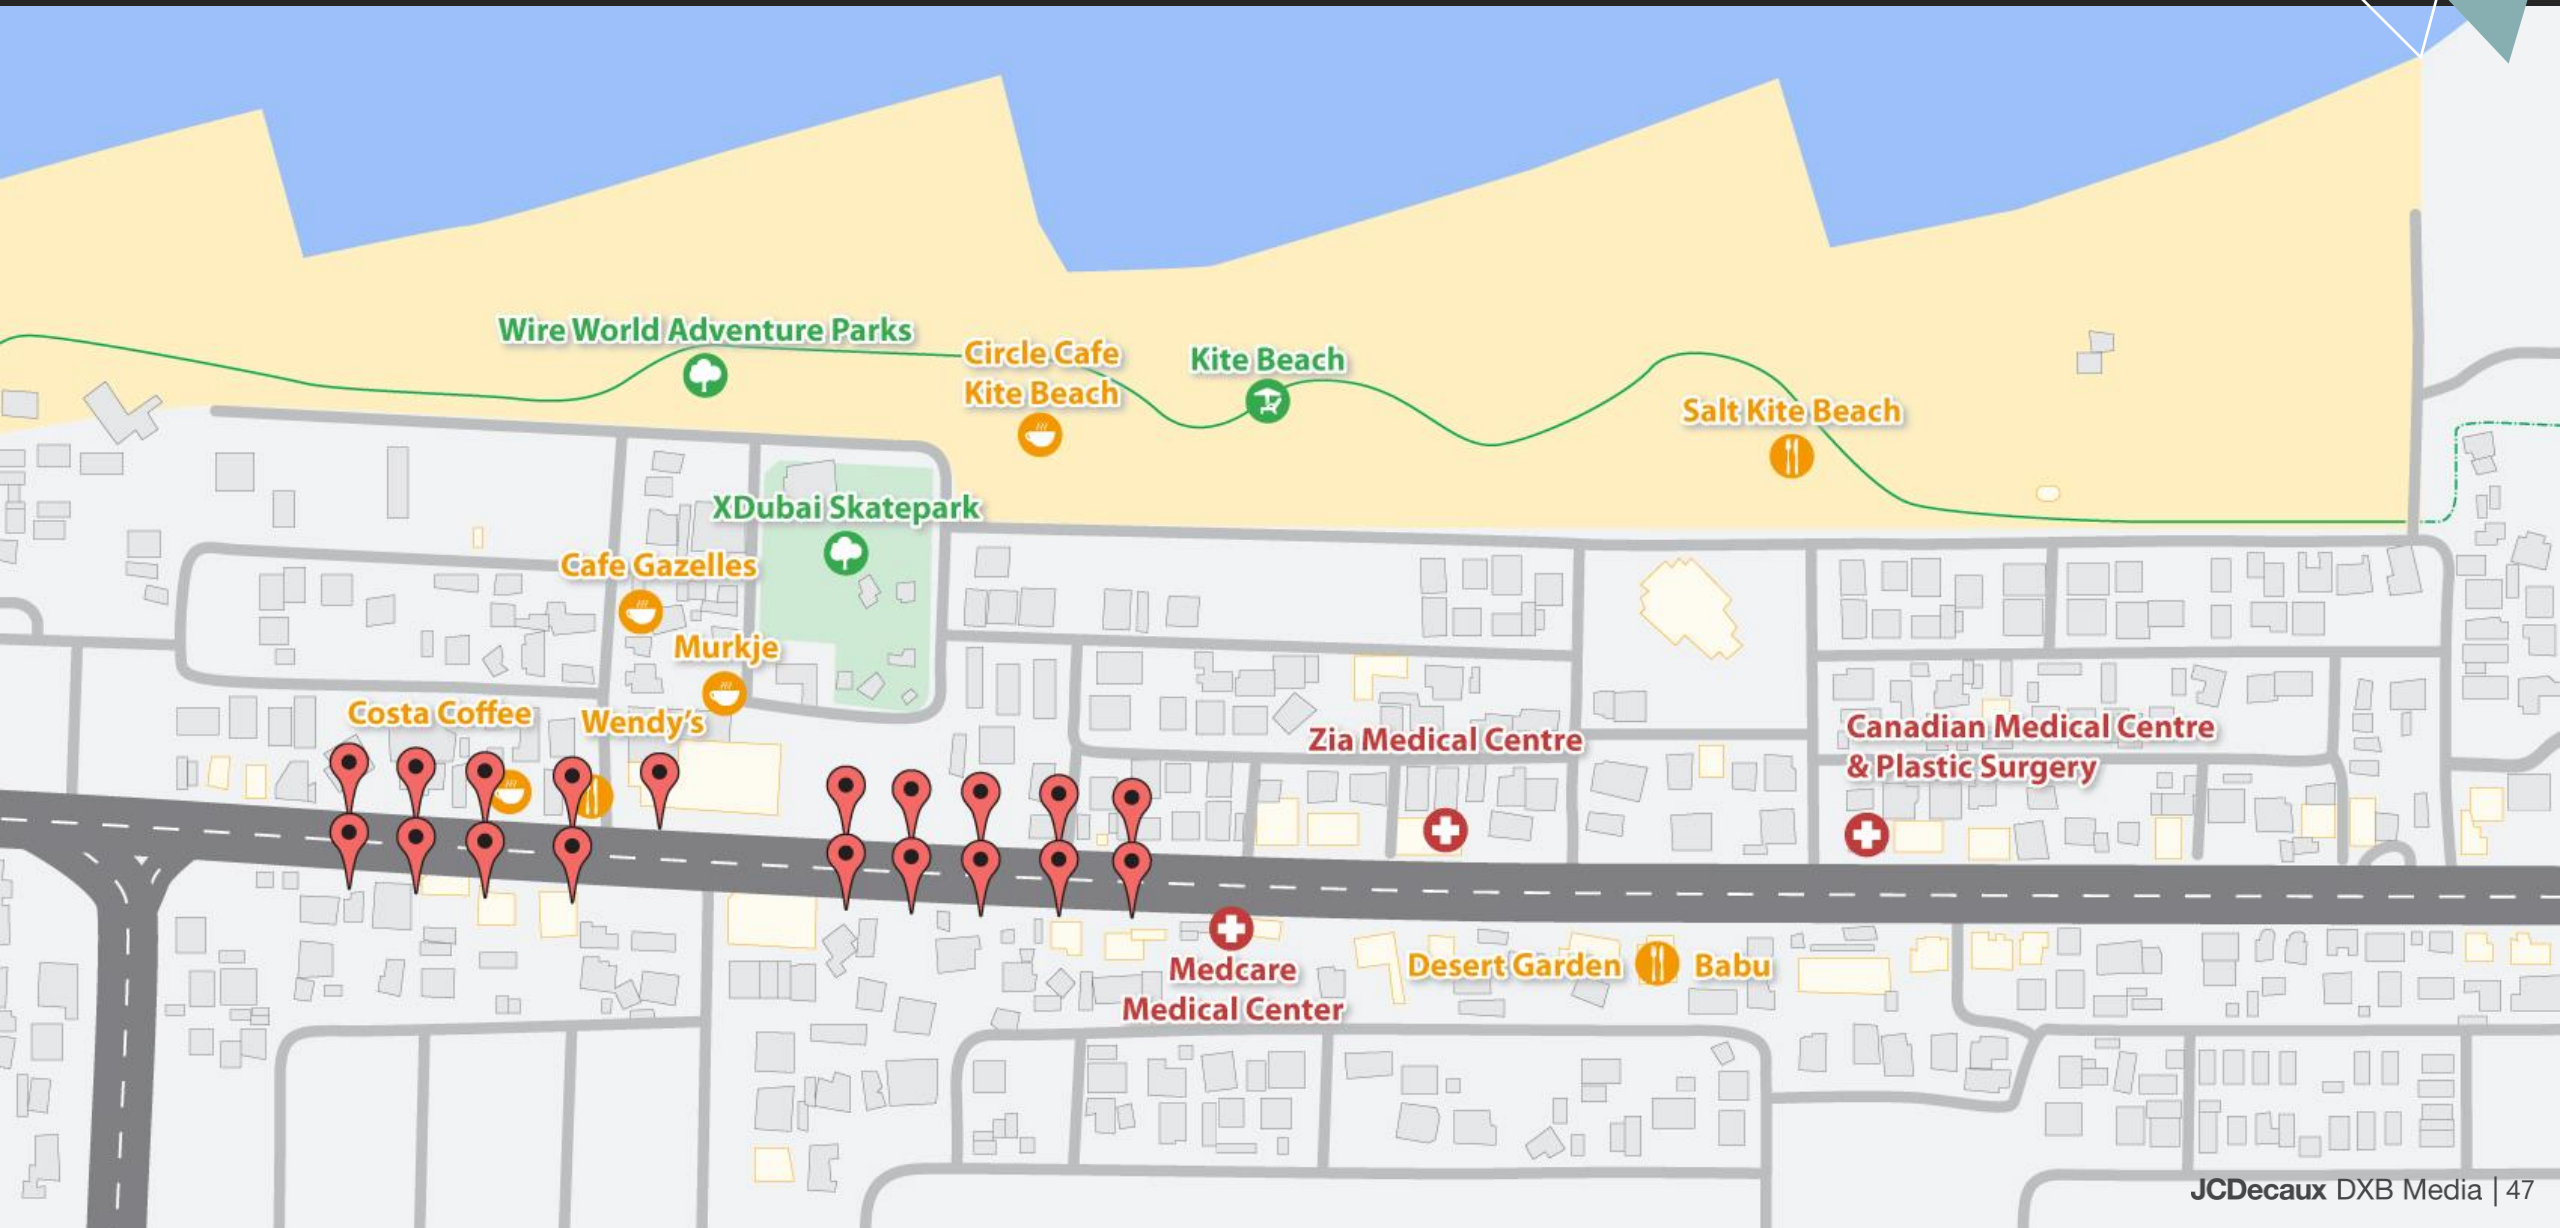 Wire World Adventure Parks
Circle Cafe
Kite Beach
Kite Beach
Salt Kite Beach
XDubai Skatepark
Cafe Gazelles
Murkje
Costa Coffee
Wendy's
Zia Medical Centre
Canadian Medical Centre
& Plastic Surgery
Medcare
Medical Center
Desert Garden
Babu
JCDecaux DXB Media | 47